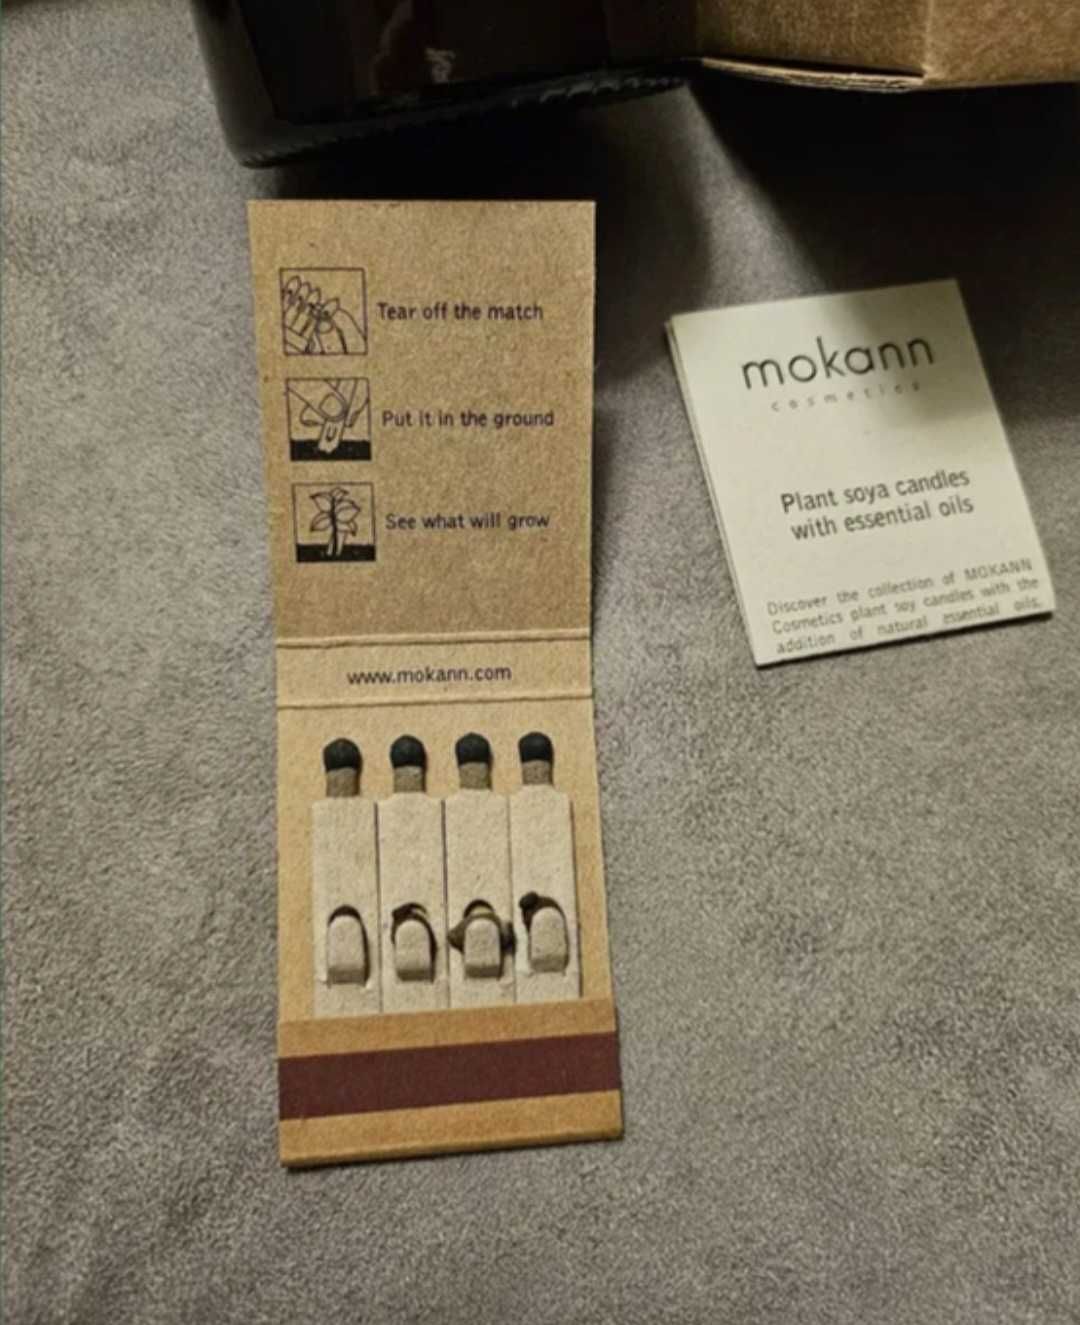 Tear off the match
Put it in the ground
See what will grow
www.mokann.com
mokann
cosmetics
Plant soya candles
with essential oils
Discover the collection of MOKANN
Cosmetics plant soy candles with the
addition of natural essential oils.